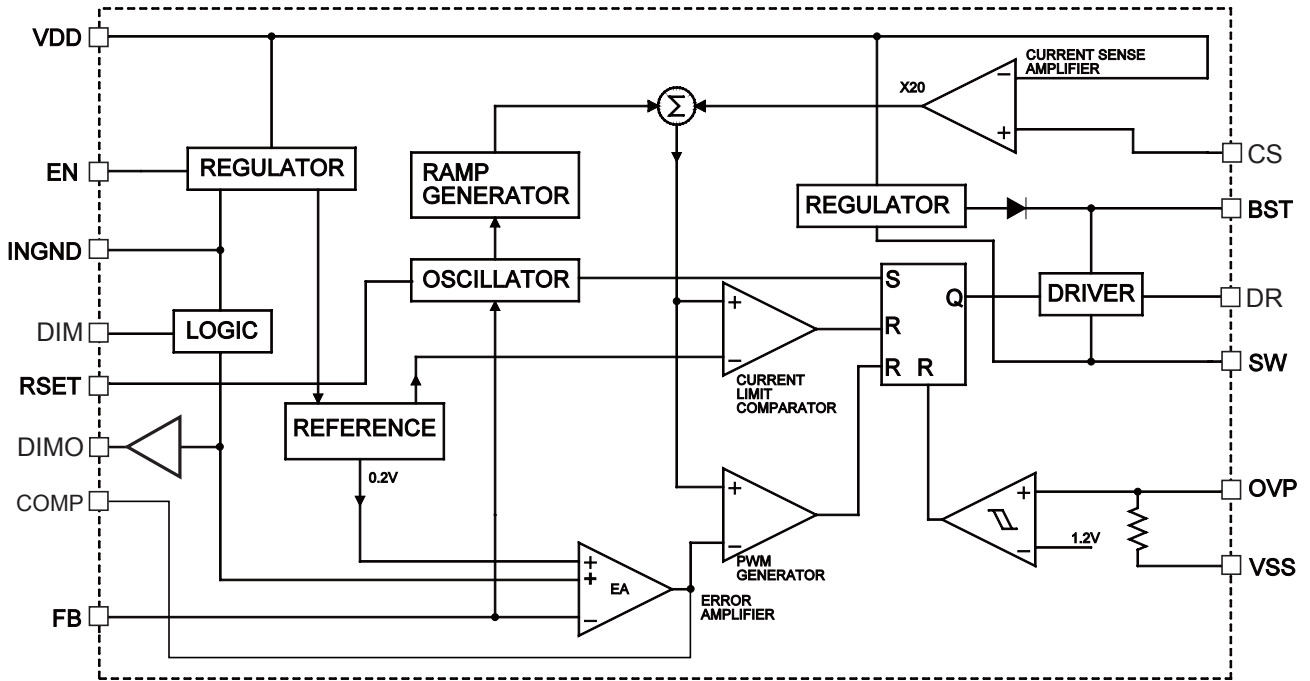 VDD
EN
INGND
DIM
RSET
DIMO
COMP
FB
REGULATOR
LOGIC
REFERENCE
0.2V
RAMP
GENERATOR
OSCILLATOR
Σ
X20
CURRENT SENSE
AMPLIFIER
−
+
REGULATOR
S
Q
R
R R
DRIVER
+
−
CURRENT
LIMIT
COMPARATOR
+
−
PWM
GENERATOR
+
+
−
EA
ERROR
AMPLIFIER
+
−
1.2V
CS
BST
DR
SW
OVP
VSS